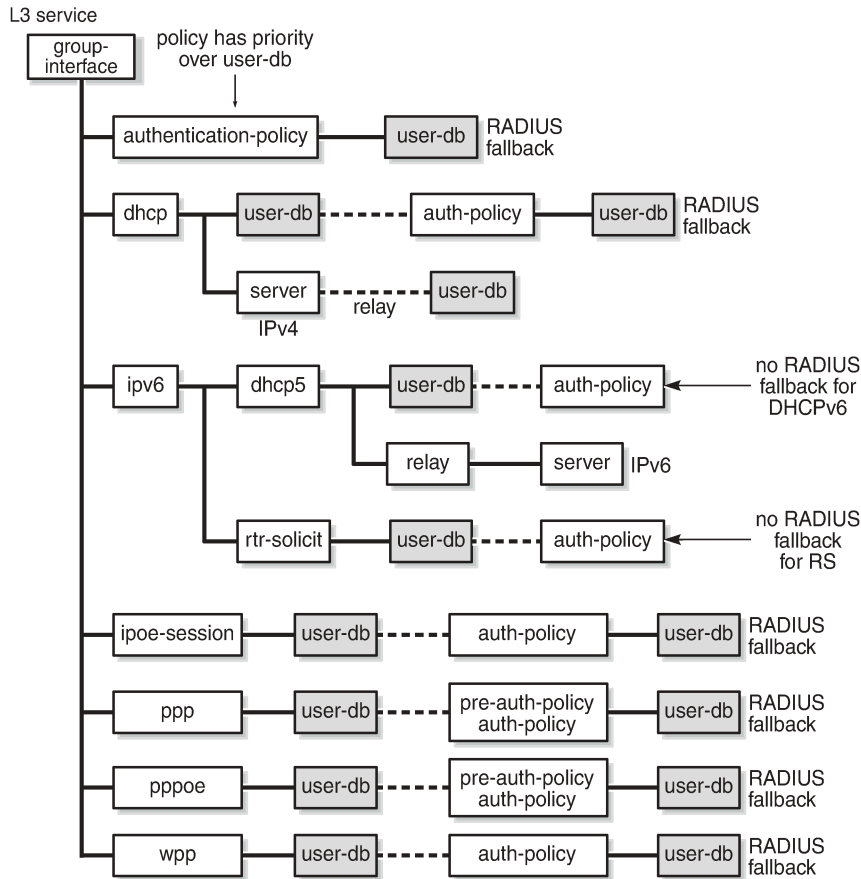 L3 service
group-
interface
policy has priority
over user-db
authentication-policy
user-db
RADIUS
fallback
dhcp
user-db
auth-policy
user-db
RADIUS
fallback
server
relay
user-db
IPv4
ipv6
dhcp5
user-db
auth-policy
no RADIUS
fallback for
DHCPv6
relay
server
IPv6
rtr-solicit
user-db
auth-policy
no RADIUS
fallback
for RS
ipoe-session
user-db
auth-policy
user-db
RADIUS
fallback
ppp
user-db
pre-auth-policy
auth-policy
user-db
RADIUS
fallback
pppoe
user-db
pre-auth-policy
auth-policy
user-db
RADIUS
fallback
wpp
user-db
auth-policy
user-db
RADIUS
fallback